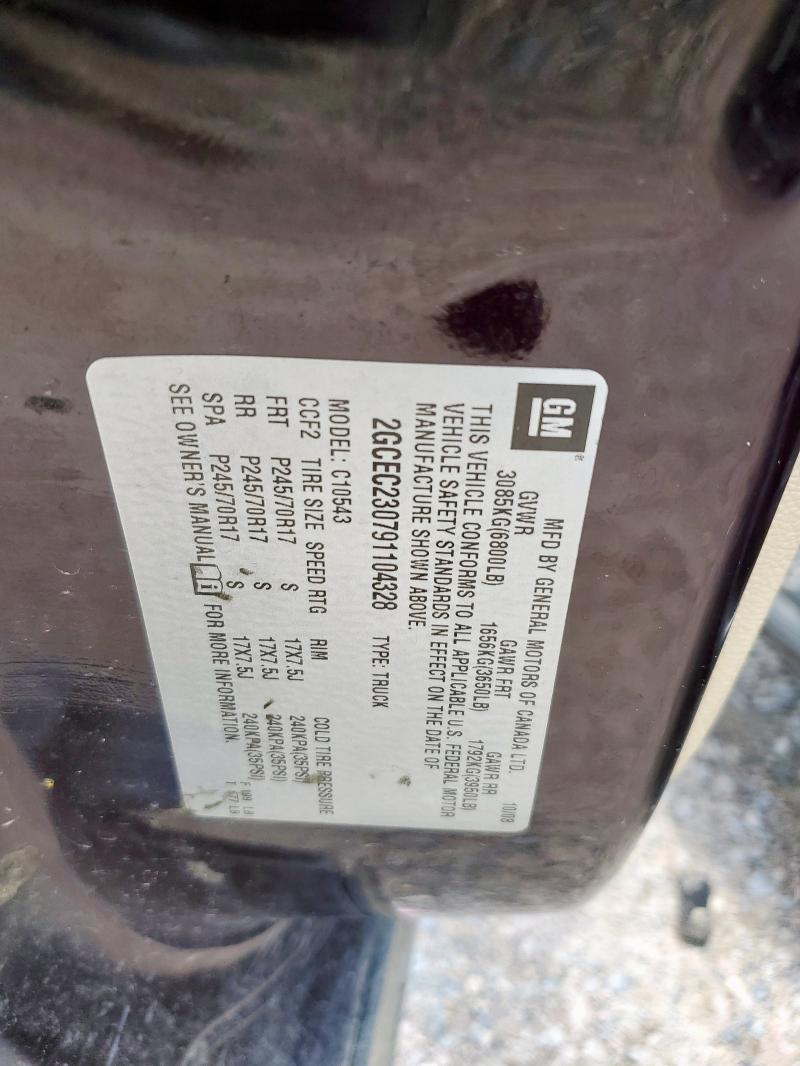 GM
MFD BY GENERAL MOTORS OF CANADA LTD.
10/08
GVWR GAWR FRT GAWR RR
3085KG(6800LB) 1656KG(3650LB) 1792KG(3950LB)
THIS VEHICLE CONFORMS TO ALL APPLICABLE U.S. FEDERAL MOTOR
VEHICLE SAFETY STANDARDS IN EFFECT ON THE DATE OF
MANUFACTURE SHOWN ABOVE.
2GCEC230791104328 TYPE: TRUCK
MODEL: C10543
CCF2 TIRE SIZE SPEED RTG RIM COLD TIRE PRESSURE
FRT P245/70R17 S 17X7.5J 240KPA(35PSI)
RR P245/70R17 S 17X7.5J 240KPA(35PSI)
SPA P245/70R17 S 17X7.5J 240KPA(35PSI)
SEE OWNER'S MANUAL FOR MORE INFORMATION.